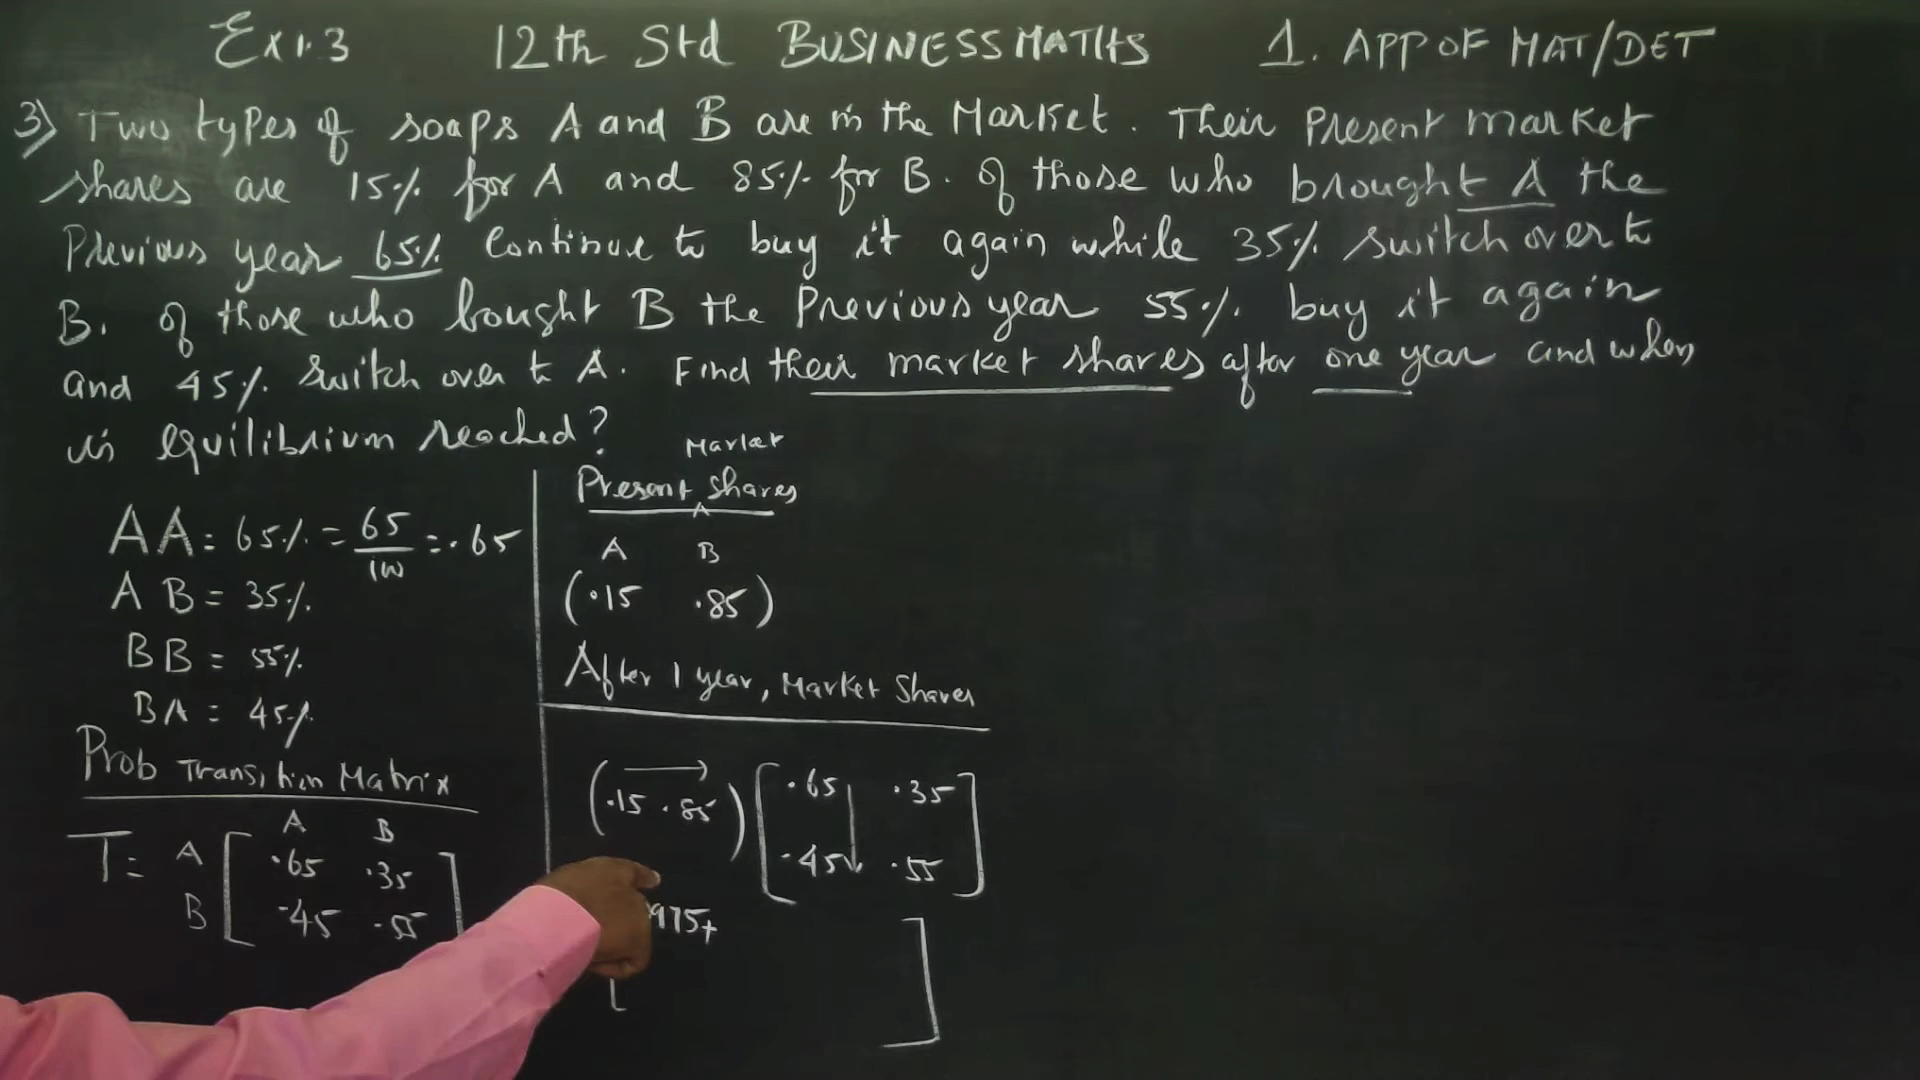 Ex 1.3 12th Std BUSINESS MATHS 1. APP OF MAT/DET
3) Two types of soaps A and B are in the Market. Their Present market
shares are 15% for A and 85% for B. Of those who brought A the
Previous year 65% Continue to buy it again while 35% switch over to
B. Of those who bought B the Previous year 55% buy it again
and 45% switch over to A. Find their market shares after one year and when
is equilibrium reached?
AA = 65% = 65/100 = .65
AB = 35%
BB = 55%
BA = 45%
Prob Transition Matrix
A B
T = A [ .65 .35
B .45 .55 ]
Market
Present Shares
A B
(.15 .85)
After 1 year, Market Shares
(.15 .85) [ .65 .35
.45 .55 ]
[ 975+ ]